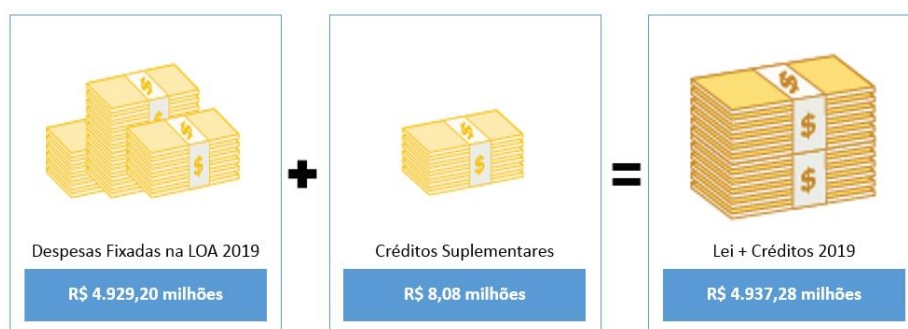 Despesas Fixadas na LOA 2019
R$ 4.929,20 milhões
+
Créditos Suplementares
R$ 8,08 milhões
=
Lei + Créditos 2019
R$ 4.937,28 milhões